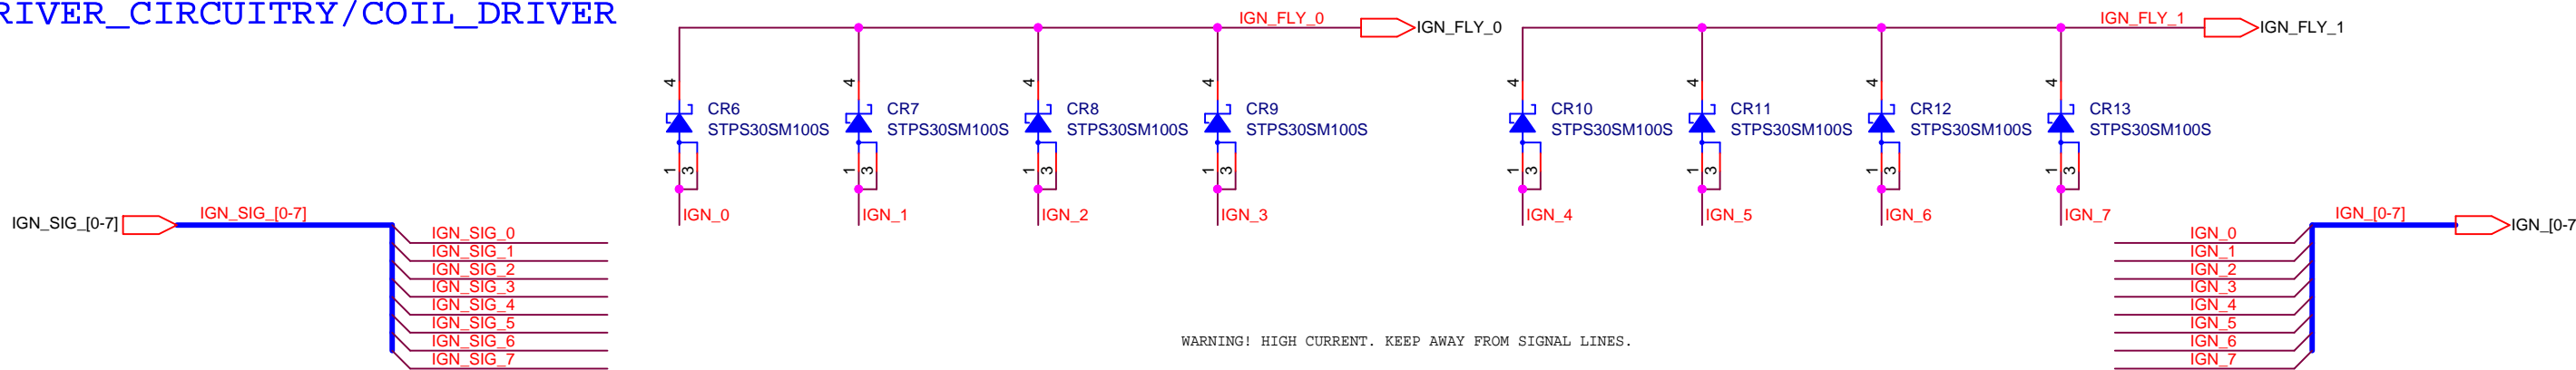 RIVER_CIRCUITRY/COIL_DRIVER
IGN_FLY_0
IGN_FLY_0
IGN_FLY_1
IGN_FLY_1
4
CR6
STPS30SM100S
1
3
IGN_0
4
CR7
STPS30SM100S
1
3
IGN_1
4
CR8
STPS30SM100S
1
3
IGN_2
4
CR9
STPS30SM100S
1
3
IGN_3
4
CR10
STPS30SM100S
1
3
IGN_4
4
CR11
STPS30SM100S
1
3
IGN_5
4
CR12
STPS30SM100S
1
3
IGN_6
4
CR13
STPS30SM100S
1
3
IGN_7
IGN_SIG_[0-7]
IGN_SIG_[0-7]
IGN_SIG_0
IGN_SIG_1
IGN_SIG_2
IGN_SIG_3
IGN_SIG_4
IGN_SIG_5
IGN_SIG_6
IGN_SIG_7
WARNING! HIGH CURRENT. KEEP AWAY FROM SIGNAL LINES.
IGN_[0-7]
IGN_[0-7
IGN_0
IGN_1
IGN_2
IGN_3
IGN_4
IGN_5
IGN_6
IGN_7